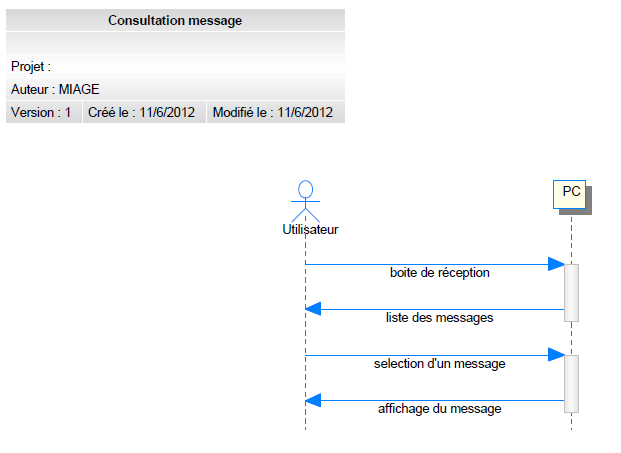 Consultation message
Projet :
Auteur : MIAGE
Version : 1 Créé le : 11/6/2012 Modifié le : 11/6/2012
PC
Utilisateur
boite de réception
liste des messages
selection d'un message
affichage du message